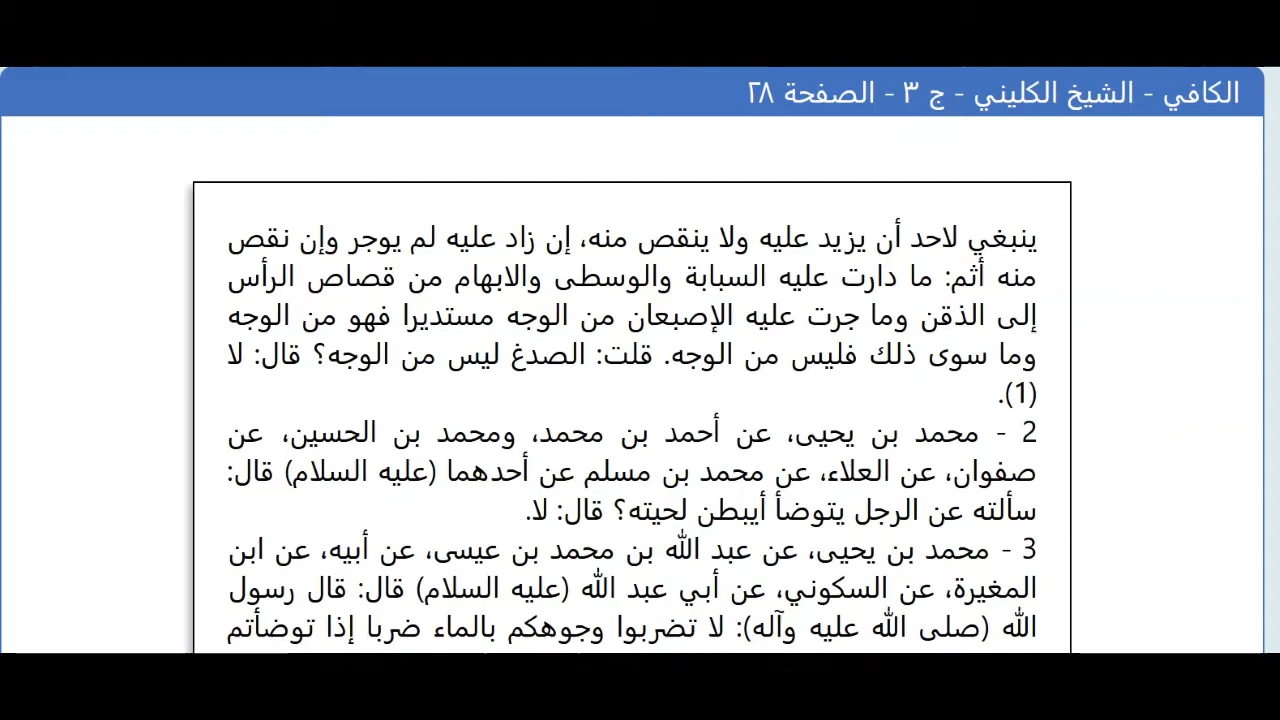 الكافي - الشيخ الكليني - ج ٣ - الصفحة ٢٨
ينبغي لاحد أن يزيد عليه ولا ينقص منه، إن زاد عليه لم يوجر وإن نقص
منه أثم: ما دارت عليه السبابة والوسطى والابهام من قصاص الرأس
إلى الذقن وما جرت عليه الإصبعان من الوجه مستديرا فهو من الوجه
وما سوى ذلك فليس من الوجه. قلت: الصدغ ليس من الوجه؟ قال: لا
(1).
2 - محمد بن يحيى، عن أحمد بن محمد، ومحمد بن الحسين، عن
صفوان، عن العلاء، عن محمد بن مسلم عن أحدهما (عليه السلام) قال:
سألته عن الرجل يتوضأ أيبطن لحيته؟ قال: لا.
3 - محمد بن يحيى، عن عبد الله بن محمد بن عيسى، عن أبيه، عن ابن
المغيرة، عن السكوني، عن أبي عبد الله (عليه السلام) قال: قال رسول
الله (صلى الله عليه وآله): لا تضربوا وجوهكم بالماء ضربا إذا توضأتم